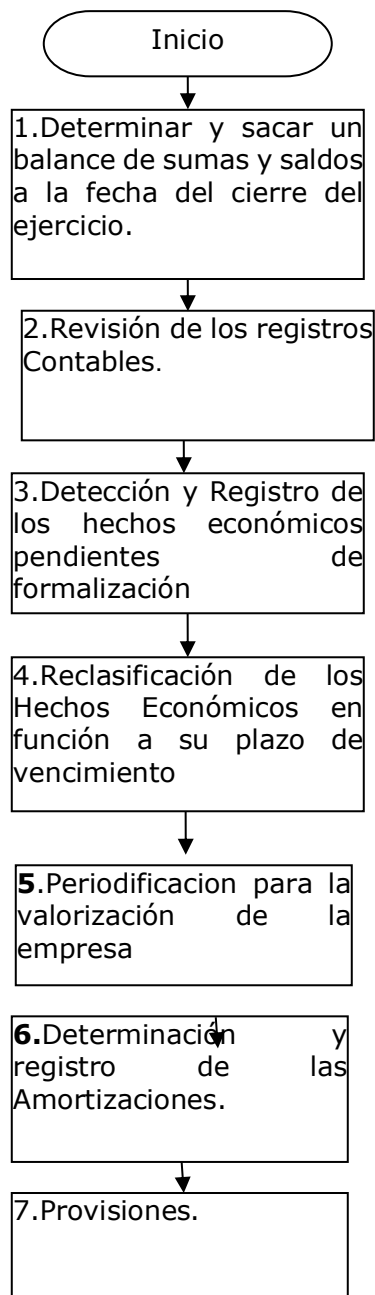 Inicio
1.Determinar y sacar un
balance de sumas y saldos
a la fecha del cierre del
ejercicio.
2.Revisión de los registros
Contables.
3.Detección y Registro de
los hechos económicos
pendientes de
formalización
4.Reclasificación de los
Hechos Económicos en
función a su plazo de
vencimiento
5.Periodificacion para la
valorización de la
empresa
6.Determinación y
registro de las
Amortizaciones.
7.Provisiones.